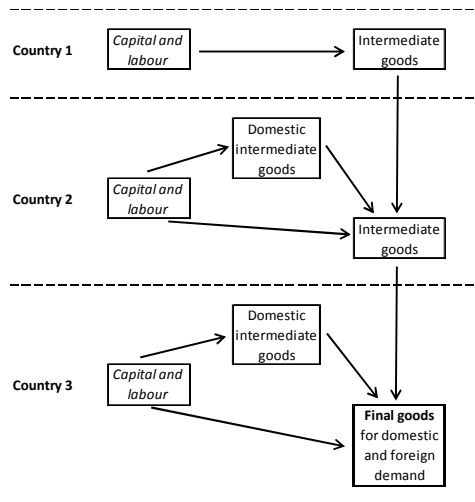 Country 1
Capital and
labour
Intermediate
goods
Country 2
Domestic
intermediate
goods
Capital and
labour
Intermediate
goods
Country 3
Domestic
intermediate
goods
Capital and
labour
Final goods
for domestic
and foreign
demand